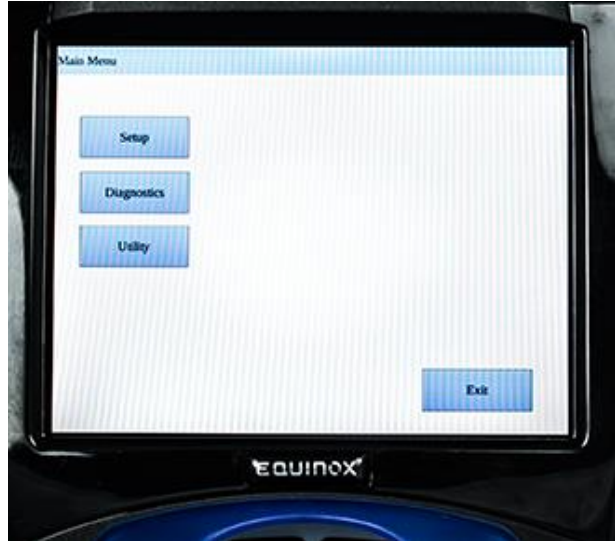 Main Menu
Setup
Diagnostics
Utility
Exit
EQUINOX